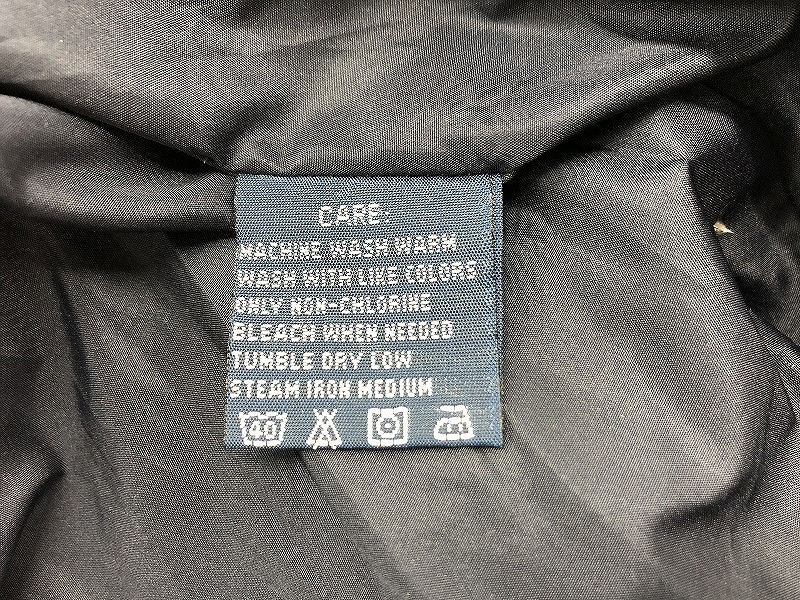 CARE:
MACHINE WASH WARM
WASH WITH LIKE COLORS
ONLY NON-CHLORINE
BLEACH WHEN NEEDED
TUMBLE DRY LOW
STEAM IRON MEDIUM
40